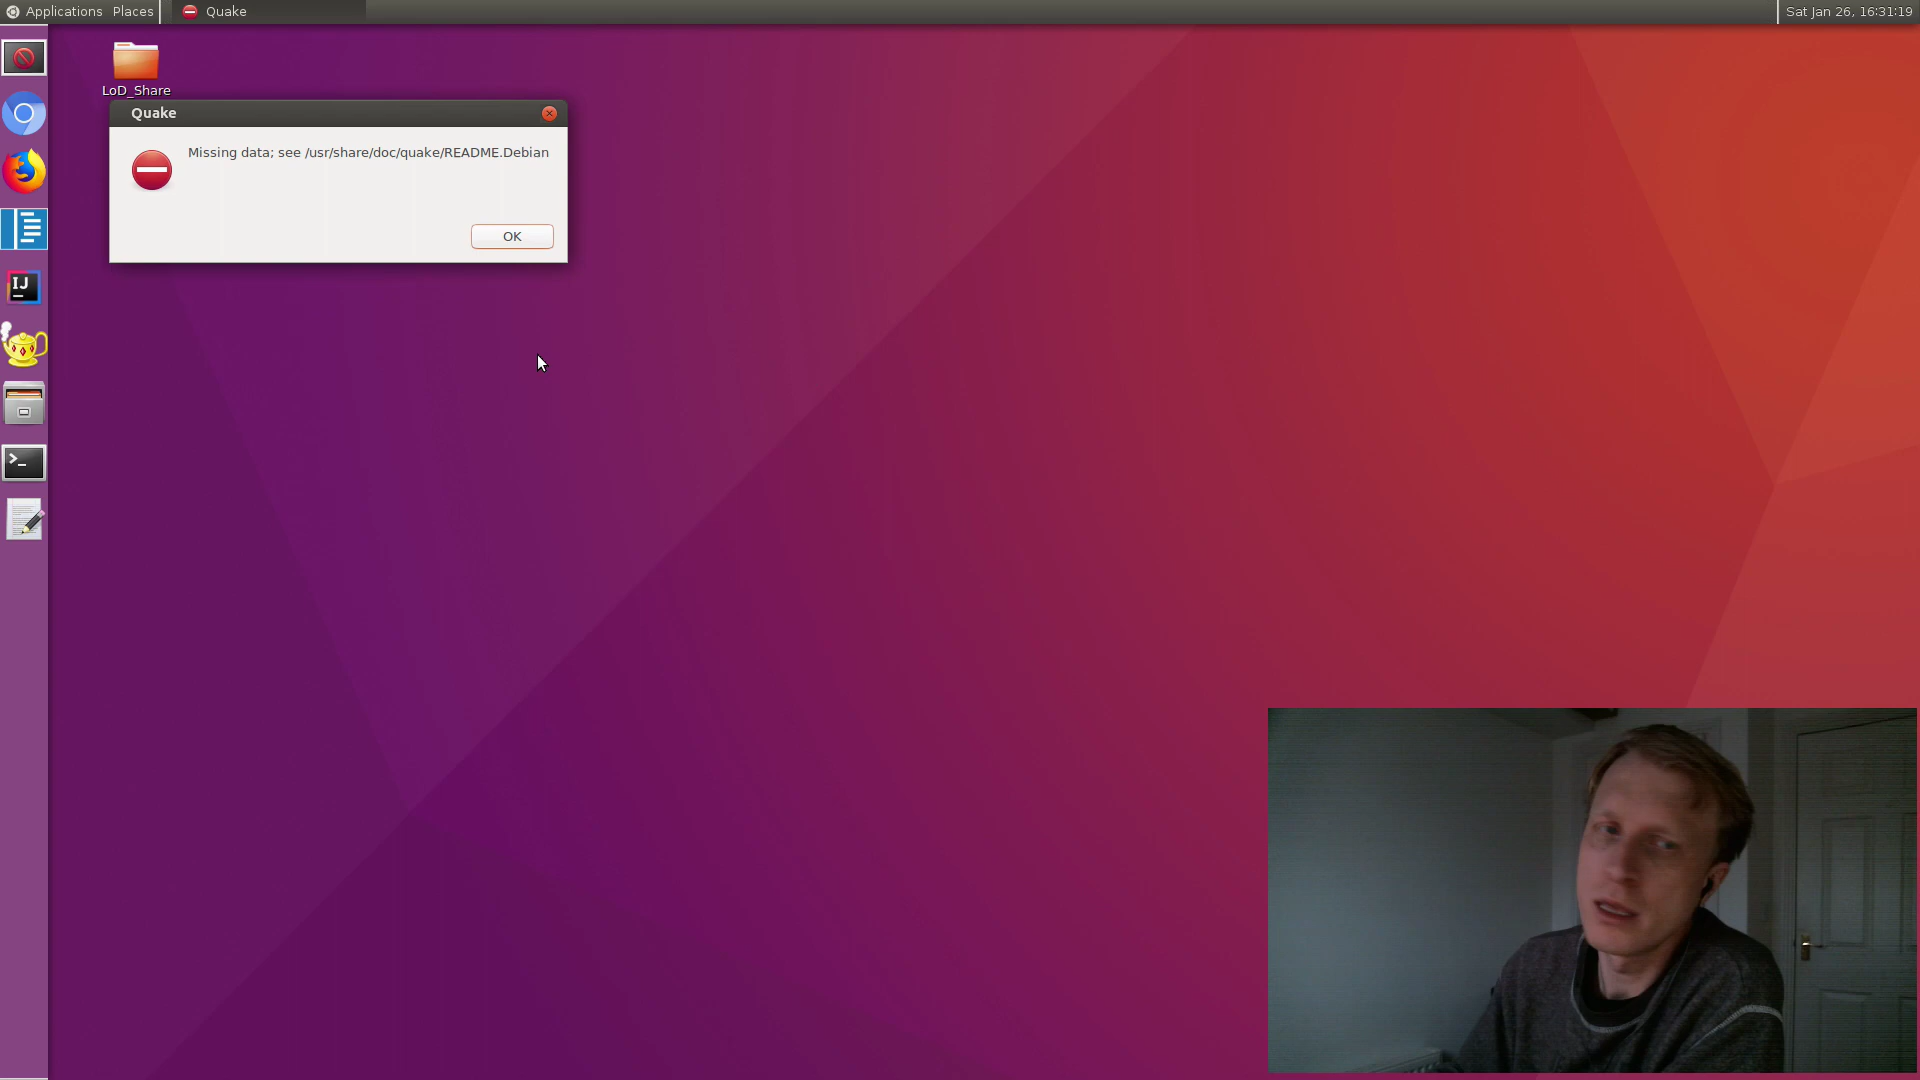 Applications Places Quake Sat Jan 26, 16:31:19
LoD_Share
Quake
Missing data; see /usr/share/doc/quake/README.Debian
OK
IJ